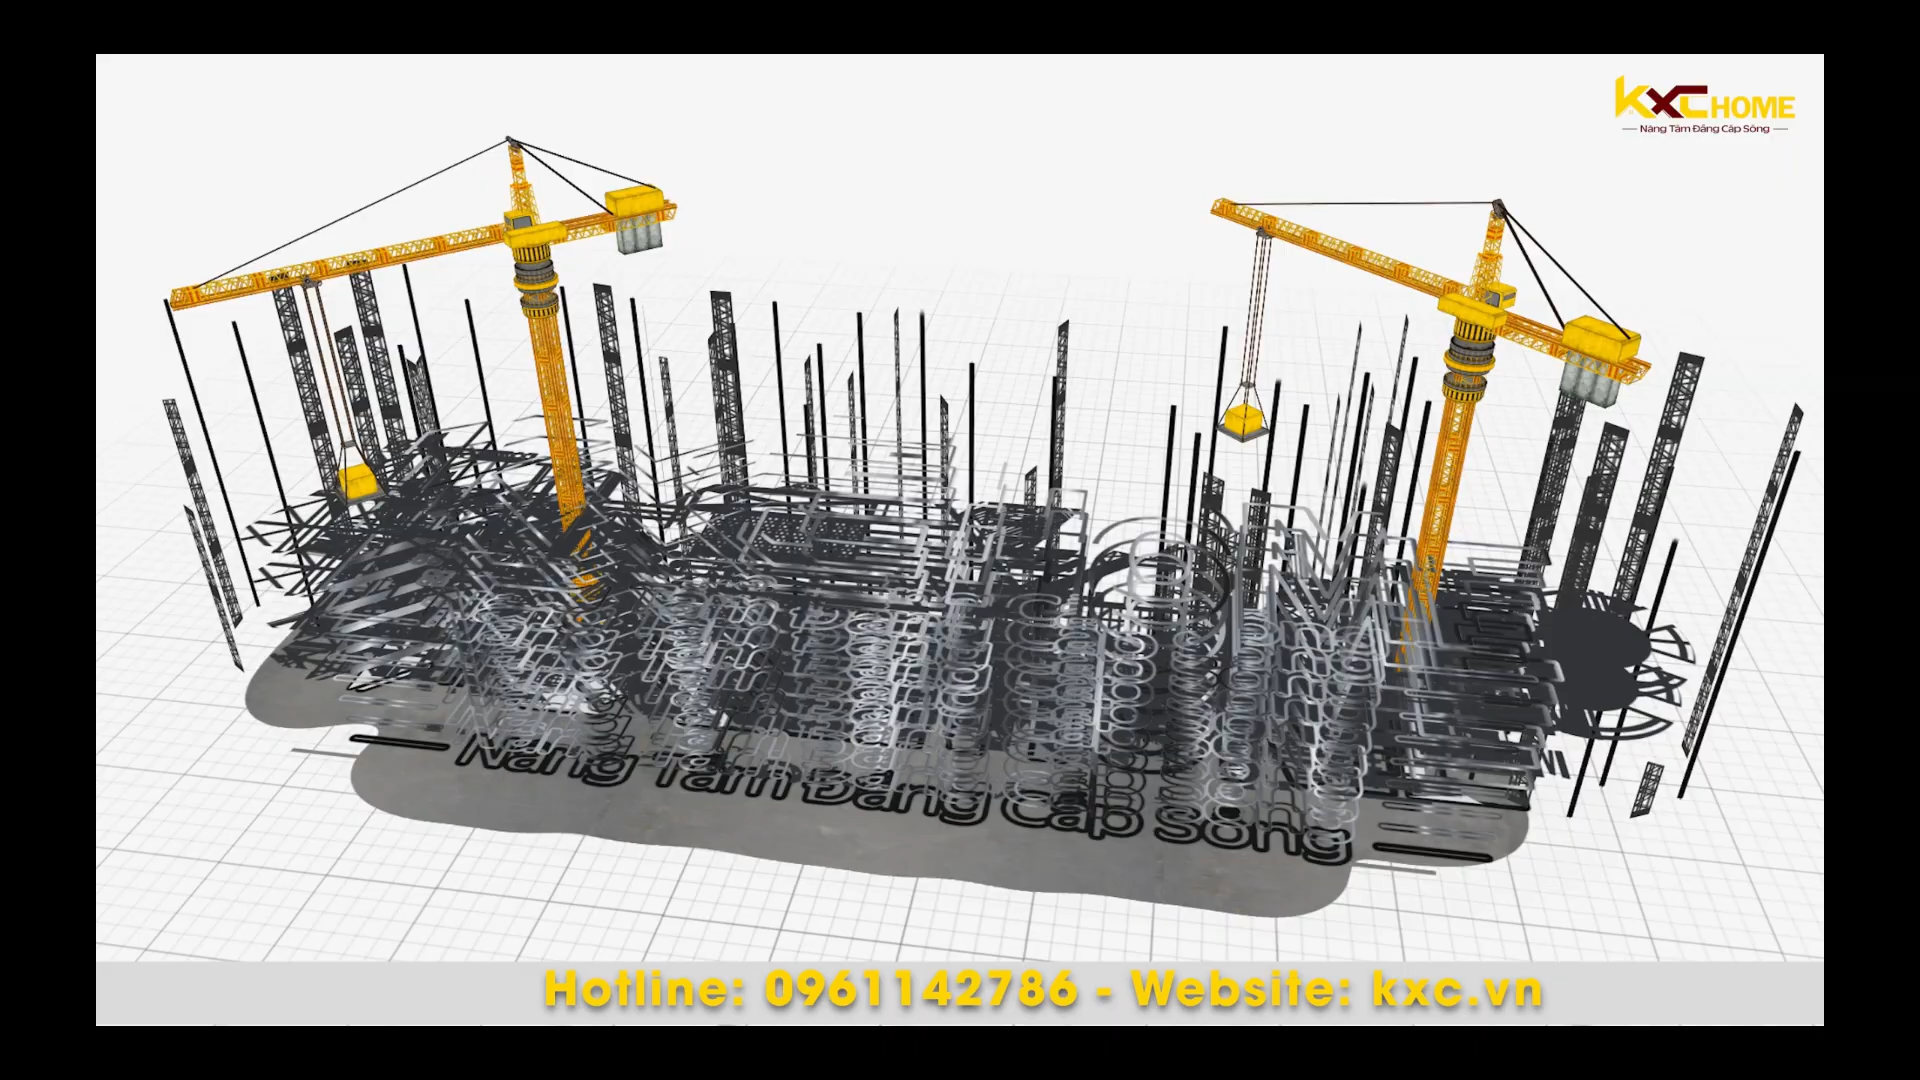 KXC HOME
Nâng Tầm Đẳng Cấp Sống
Nâng Tầm Đẳng Cấp Sống
Hotline: 0961142786 - Website: kxc.vn